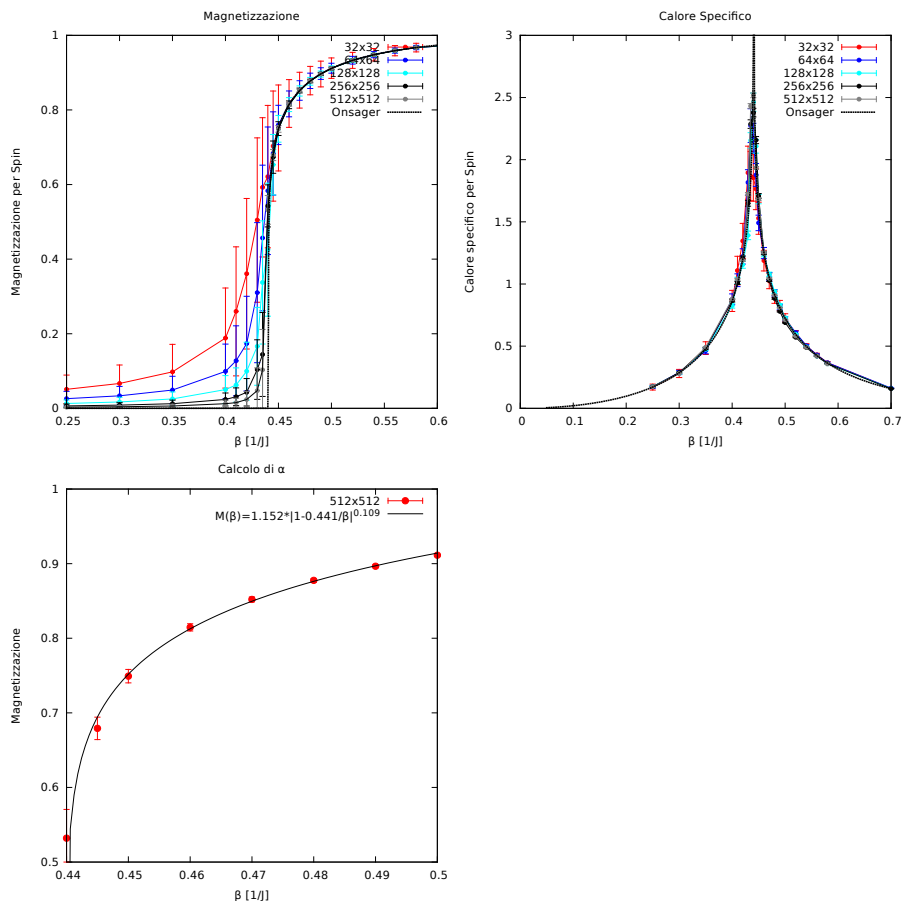 Magnetizzazione
Magnetizzazione per Spin
1
0.8
0.6
0.4
0.2
0
0.25
0.3
0.35
0.4
0.45
0.5
0.55
0.6
β [1/J]
32x32
64x64
128x128
256x256
512x512
Onsager
Calore Specifico
Calore specifico per Spin
3
2.5
2
1.5
1
0.5
0
0
0.1
0.2
0.3
0.4
0.5
0.6
0.7
β [1/J]
32x32
64x64
128x128
256x256
512x512
Onsager
Calcolo di α
Magnetizzazione
1
0.9
0.8
0.7
0.6
0.5
0.44
0.45
0.46
0.47
0.48
0.49
0.5
β [1/J]
512x512
M(β)=1.152*|1-0.441/β|^0.109